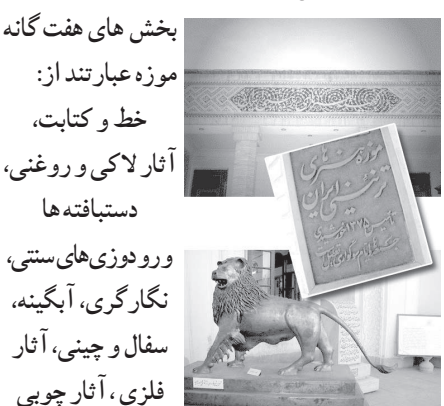 بخش های هفت گانه
موزه عبارتند از:
خط و کتابت،
آثار لاکی و روغنی،
دستبافته‌ها
ورودوزی‌های‌سنتی،
نگارگری، آبگینه،
سفال و چینی، آثار
فلزی ، آثار چوبی
موزه هنرهای
تزئینی ایران